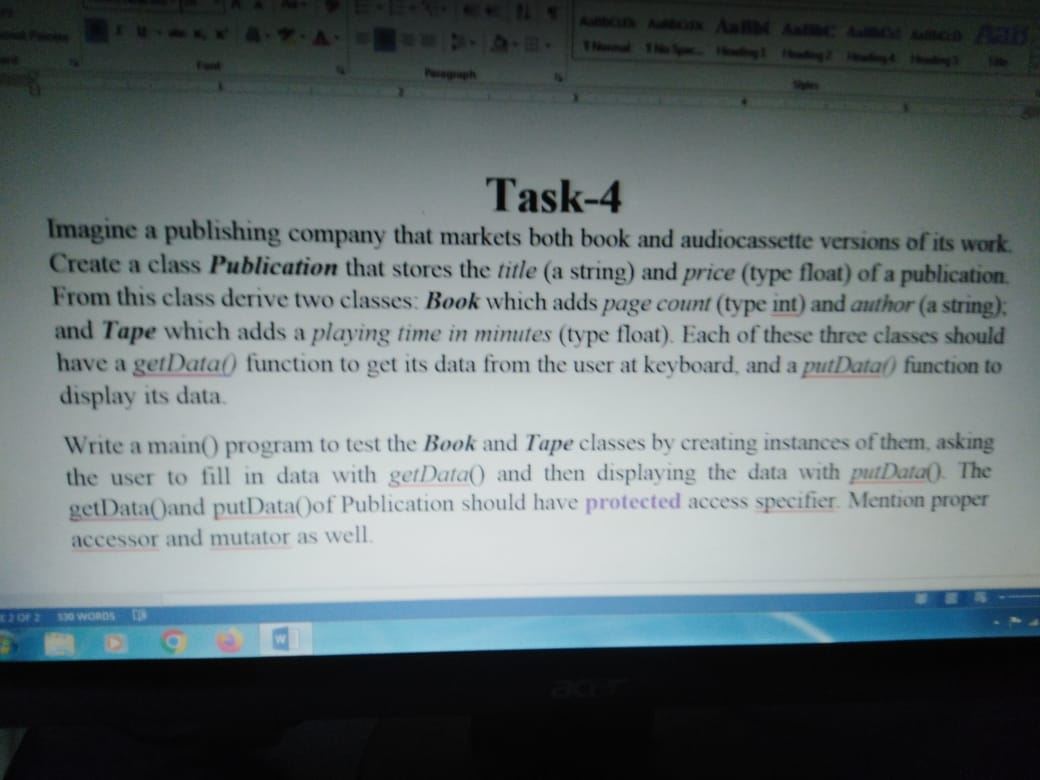 Font
Paragraph
Styles
Task-4
Imagine a publishing company that markets both book and audiocassette versions of its work.
Create a class Publication that stores the title (a string) and price (type float) of a publication.
From this class derive two classes: Book which adds page count (type int) and author (a string);
and Tape which adds a playing time in minutes (type float). Each of these three classes should
have a getData() function to get its data from the user at keyboard, and a putData() function to
display its data.
Write a main() program to test the Book and Tape classes by creating instances of them, asking
the user to fill in data with getData() and then displaying the data with putData(). The
getData()and putData()of Publication should have protected access specifier. Mention proper
accessor and mutator as well.
2 OF 2 530 WORDS
W
acer